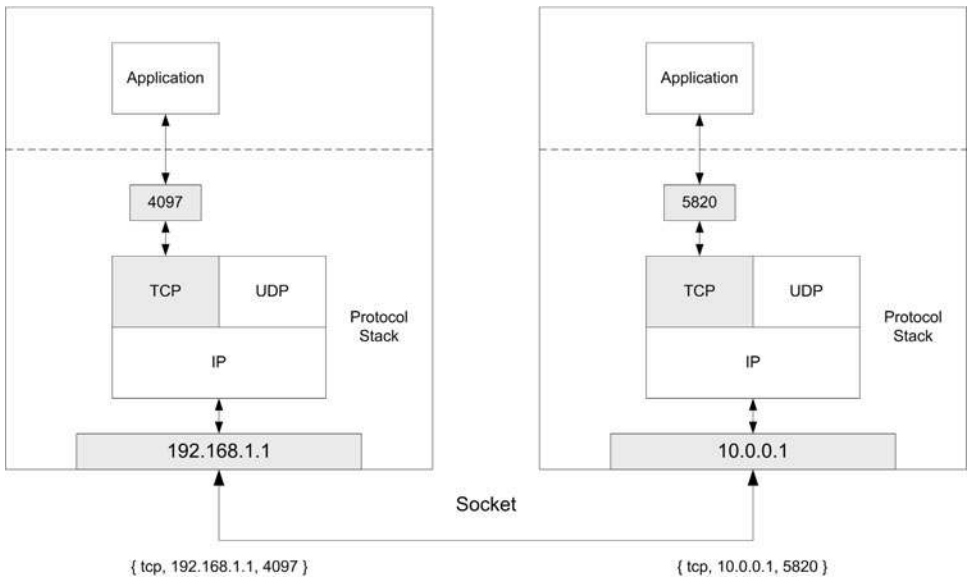 Application
4097
TCP
UDP
IP
Protocol
Stack
192.168.1.1
Application
5820
TCP
UDP
IP
Protocol
Stack
10.0.0.1
Socket
{ tcp, 192.168.1.1, 4097 }
{ tcp, 10.0.0.1, 5820 }